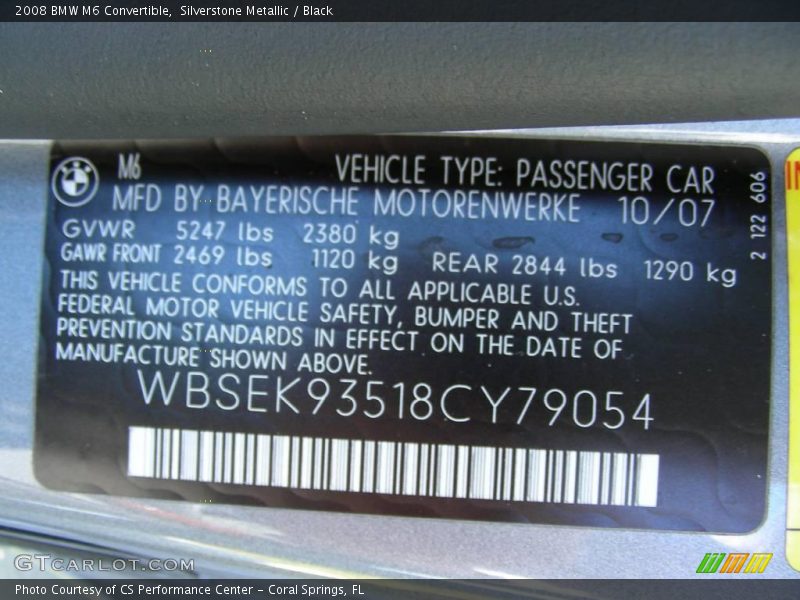 2008 BMW M6 Convertible,  Silverstone Metallic / Black
M6
VEHICLE TYPE: PASSENGER CAR
MFD BY BAYERISCHE MOTORENWERKE 10/07
GVWR 5247 lbs 2380 kg
GAWR FRONT 2469 lbs 1120 kg REAR 2844 lbs 1290 kg
THIS VEHICLE CONFORMS TO ALL APPLICABLE U.S.
FEDERAL MOTOR VEHICLE SAFETY, BUMPER AND THEFT
PREVENTION STANDARDS IN EFFECT ON THE DATE OF
MANUFACTURE SHOWN ABOVE.
WBSEK93518CY79054
2 122 606
GTCARLOT.COM
Photo Courtesy of CS Performance Center - Coral Springs, FL